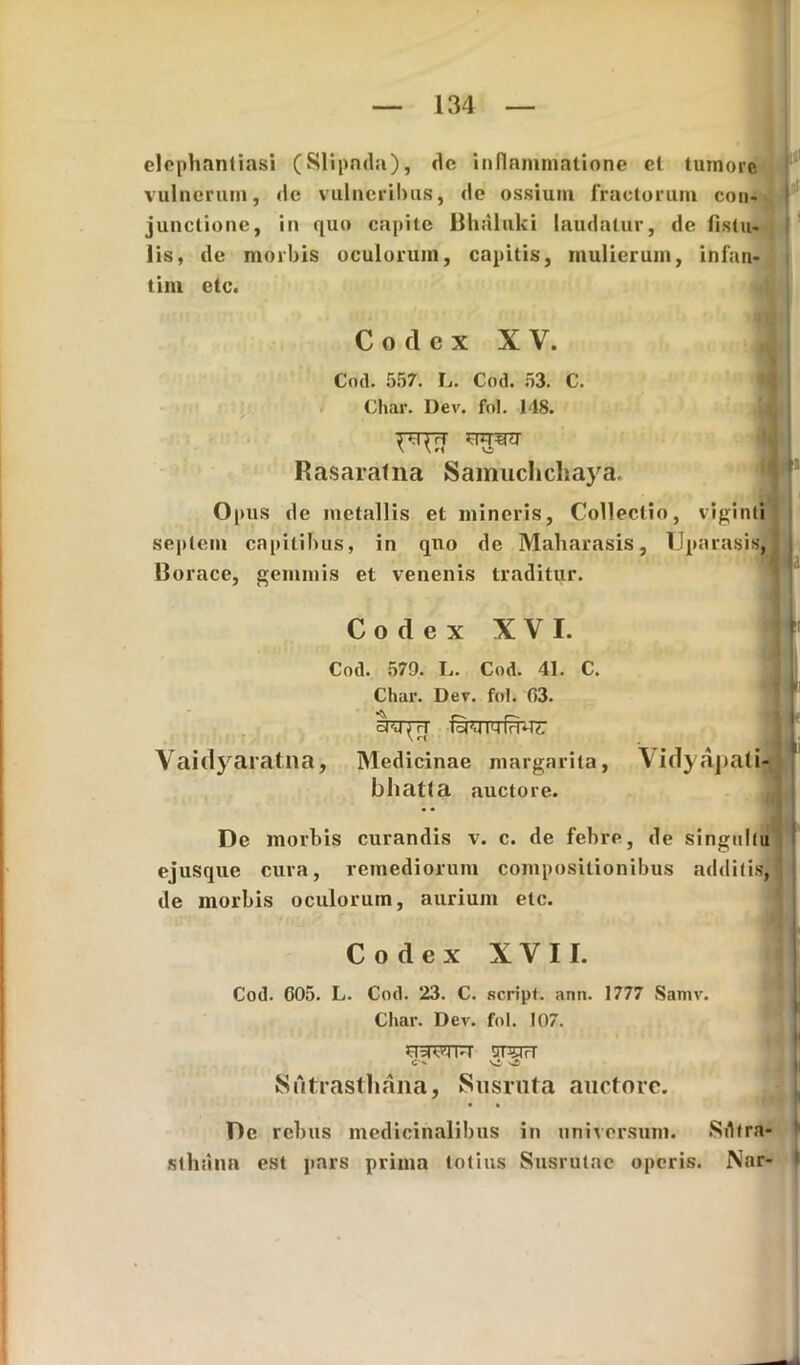 — 134 —
elephantiasi (Slipada), de inflammatione et tumore
vulnerum, de vulneribus, de ossium fractorum con-
junctione, in quo capite Bhâluki laudatur, de fistu-
lis, de morbis oculorum, capitis, mulierum, infan-
tim etc.
Codex XV.
Cod. 557. L. Cod. 53. C.
Char. Dev. fol. 148.
Rasaratna Samuchchaya.
Opus de metallis et mineris, Collectio, viginti
septem capitibus, in quo de Maharasis, Uparasis,
Borace, gemmis et venenis traditur.
Codex XVI.
Cod. 579. L. Cod. 41. C.
Char. Dev. fol. 63.
Vaidyaratna, Medicinae margarita, Vidyâpati-
bhatta auctore.
De morbis curandis v. c. de febre, de singultu
ejusque cura, remediorum compositionibus additis,
de morbis oculorum, aurium etc.
Codex XVII.
Cod. 605. L. Cod. 23. C. script. ann. 1777 Samv.
Char. Dev. fol. 107.
Sûtrasthâna, Susruta auctore.
De rebus medicinalibus in universum. Sûtra-
sthâna est pars prima totius Susrutae operis. Nar-